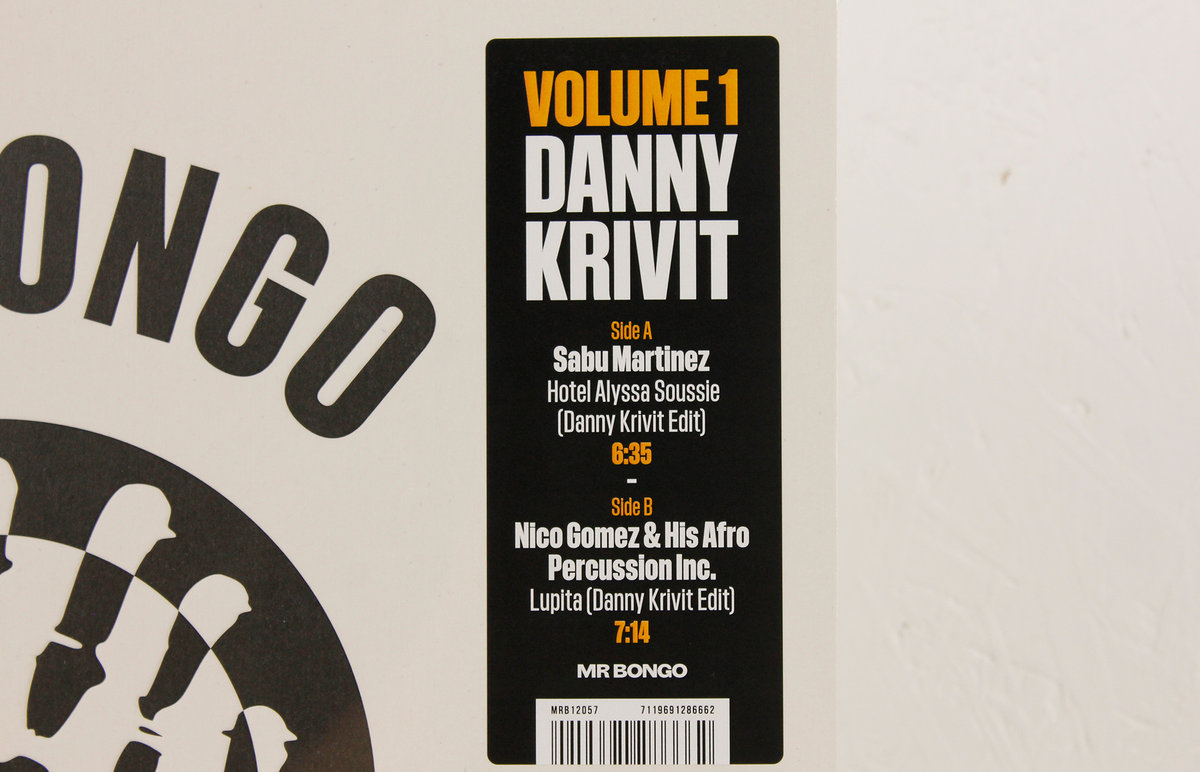 ONGO
VOLUME 1
DANNY
KRIVIT
Side A
Sabu Martinez
Hotel Alyssa Soussie
(Danny Krivit Edit)
6:35
-
Side B
Nico Gomez & His Afro
Percussion Inc.
Lupita (Danny Krivit Edit)
7:14
MR BONGO
MRB12057 7119691286662